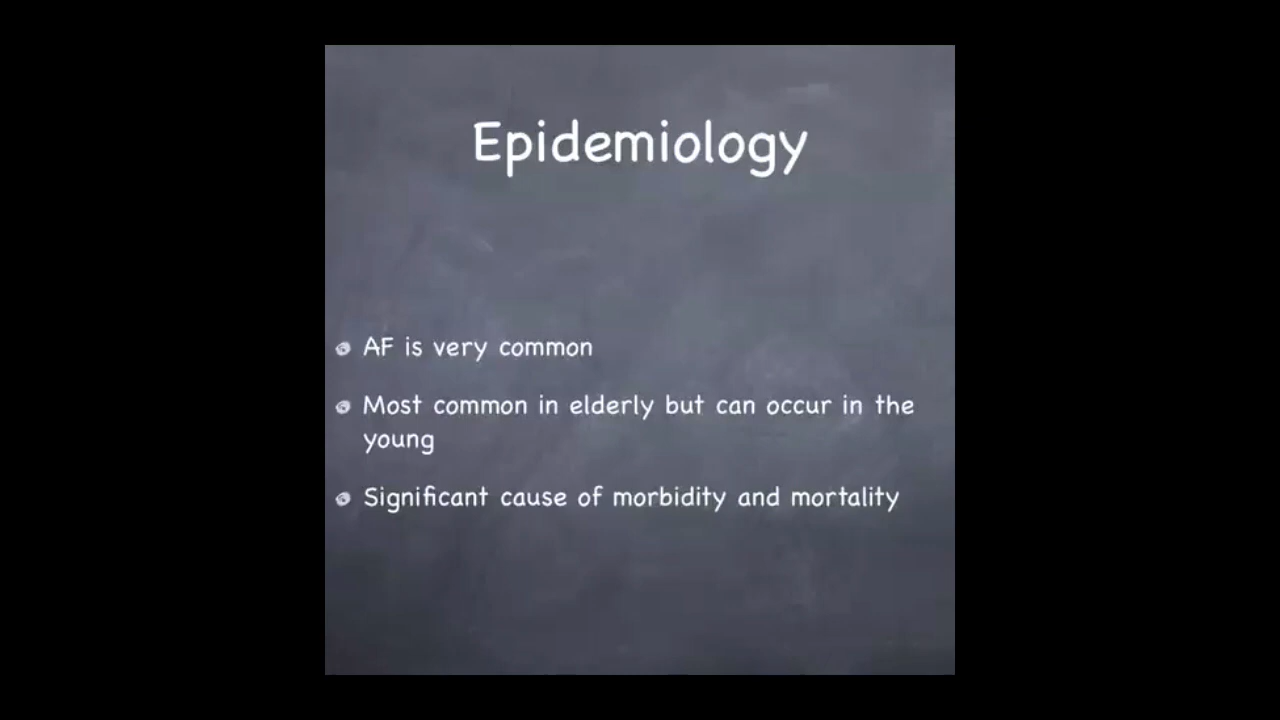 Epidemiology
AF is very common
Most common in elderly but can occur in the
young
Significant cause of morbidity and mortality